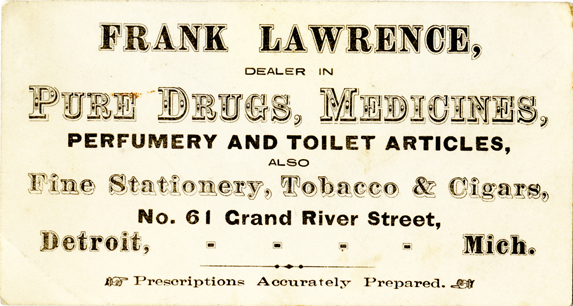 FRANK LAWRENCE,
DEALER IN
PURE DRUGS, MEDICINES,
PERFUMERY AND TOILET ARTICLES,
ALSO
Fine Stationery, Tobacco & Cigars,
No. 61 Grand River Street,
Detroit, - - - - Mich.
☞ Prescriptions Accurately Prepared. ☜